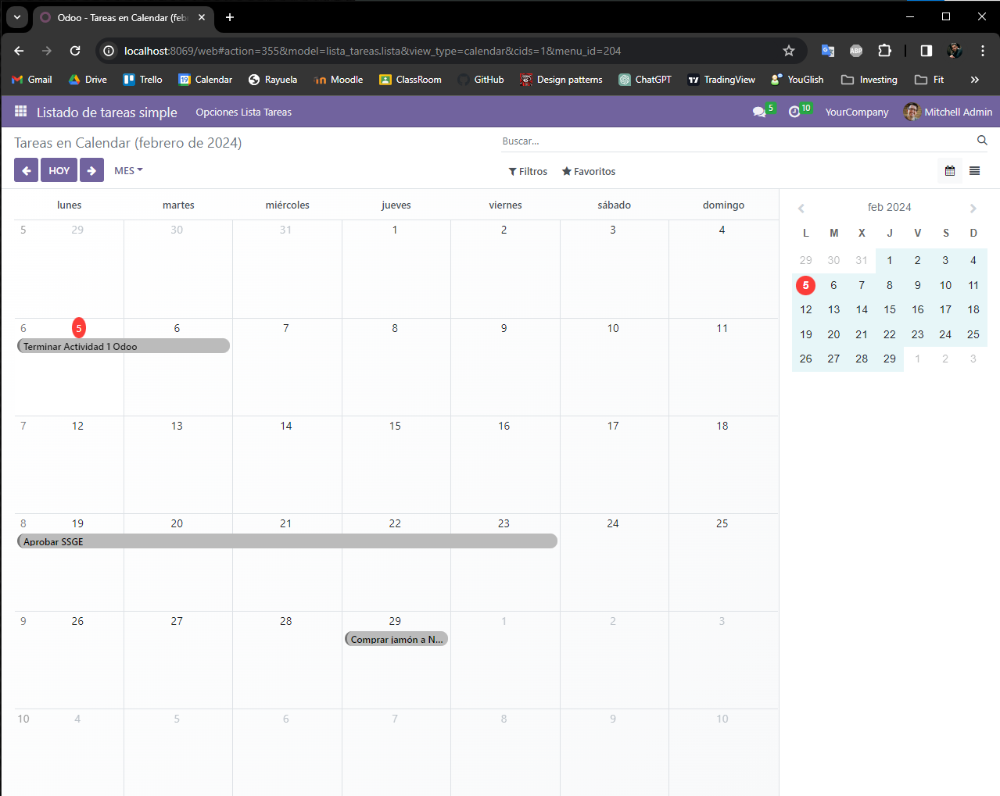 Odoo - Tareas en Calendar (feb
localhost:8069/web#action=355&model=lista_tareas.lista&view_type=calendar&cids=1&menu_id=204
ABP
Gmail Drive Trello 19 Calendar Rayuela Moodle ClassRoom GitHub Design patterns ChatGPT TradingView YouGlish Investing Fit »
Listado de tareas simple Opciones Lista Tareas 5 10 YourCompany Mitchell Admin
Tareas en Calendar (febrero de 2024) Buscar...
HOY MES Filtros Favoritos
lunes martes miércoles jueves viernes sábado domingo
5 29 30 31 1 2 3 4
6 5 6 7 8 9 10 11
Terminar Actividad 1 Odoo
7 12 13 14 15 16 17 18
8 19 20 21 22 23 24 25
Aprobar SSGE
9 26 27 28 29 1 2 3
Comprar jamón a N...
10 4 5 6 7 8 9 10
feb 2024
L M X J V S D
29 30 31 1 2 3 4
5 6 7 8 9 10 11
12 13 14 15 16 17 18
19 20 21 22 23 24 25
26 27 28 29 1 2 3